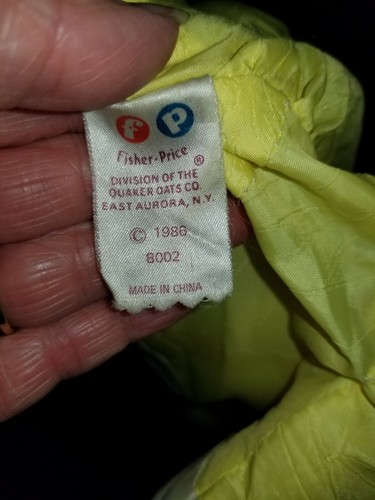 f P
Fisher-Price ®
DIVISION OF THE
QUAKER OATS CO.
EAST AURORA, N.Y.
© 1986
8002
MADE IN CHINA